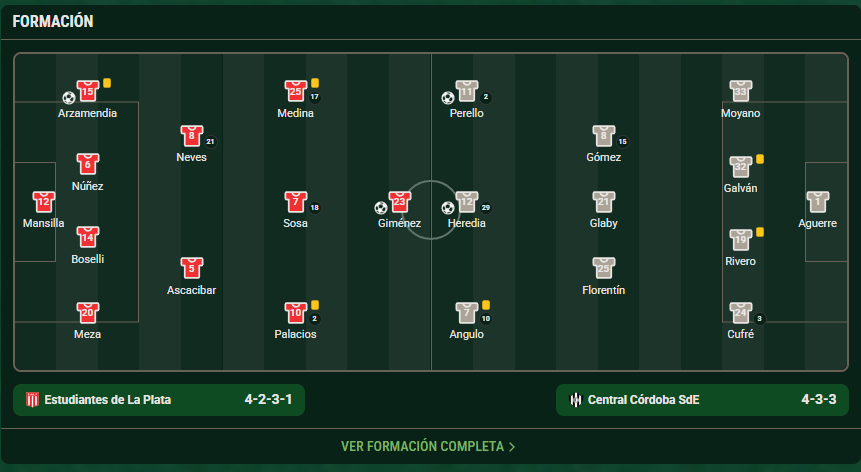 FORMACIÓN
15
Arzamendia
25
17
Medina
11
2
Perello
33
Moyano
8
21
Neves
8
15
Gómez
6
Núñez
32
Galván
12
Mansilla
7
18
Sosa
23
Giménez
12
29
Heredia
21
Glaby
1
Aguerre
14
Boselli
19
Rivero
5
Ascacibar
25
Florentín
20
Meza
10
2
Palacios
7
10
Angulo
24
3
Cufré
Estudiantes de La Plata 4-2-3-1
Central Córdoba SdE 4-3-3
VER FORMACIÓN COMPLETA >